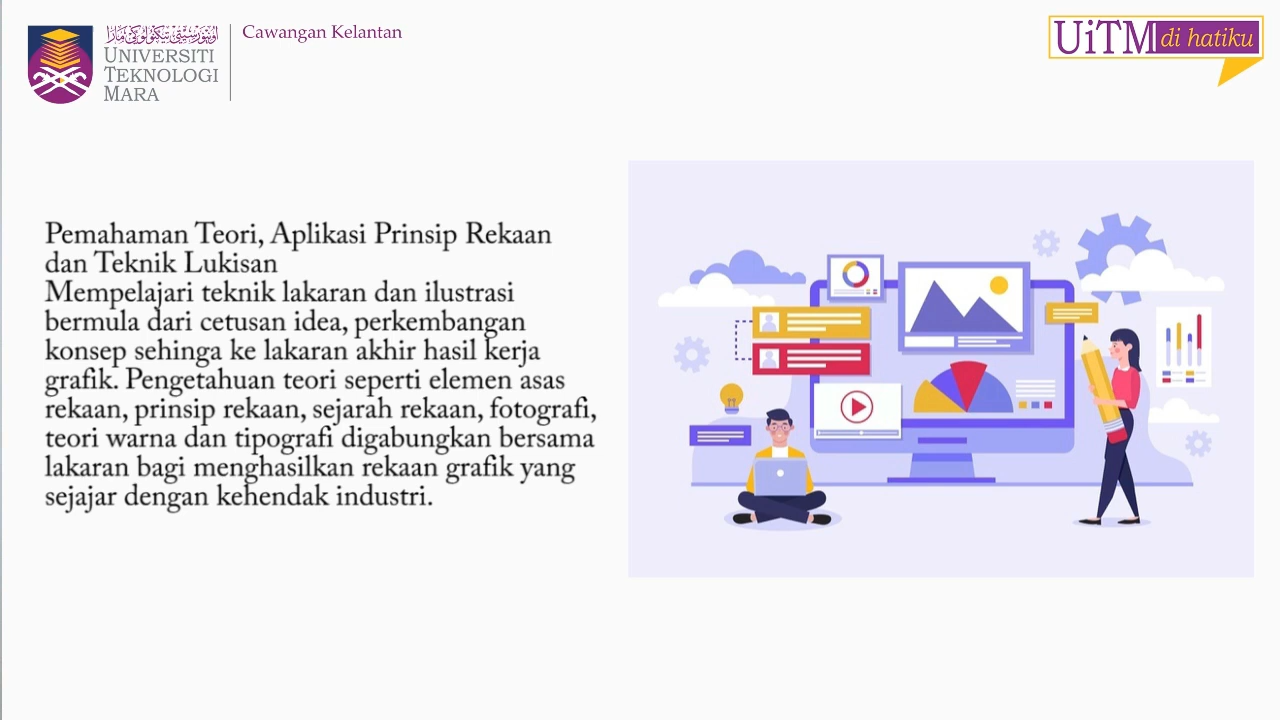 اونيۏرسيتي تيکنولوݢي مارا
UNIVERSITI
TEKNOLOGI
MARA
Cawangan Kelantan
UiTM di hatiku
Pemahaman Teori, Aplikasi Prinsip Rekaan
dan Teknik Lukisan
Mempelajari teknik lakaran dan ilustrasi
bermula dari cetusan idea, perkembangan
konsep sehinga ke lakaran akhir hasil kerja
grafik. Pengetahuan teori seperti elemen asas
rekaan, prinsip rekaan, sejarah rekaan, fotografi,
teori warna dan tipografi digabungkan bersama
lakaran bagi menghasilkan rekaan grafik yang
sejajar dengan kehendak industri.